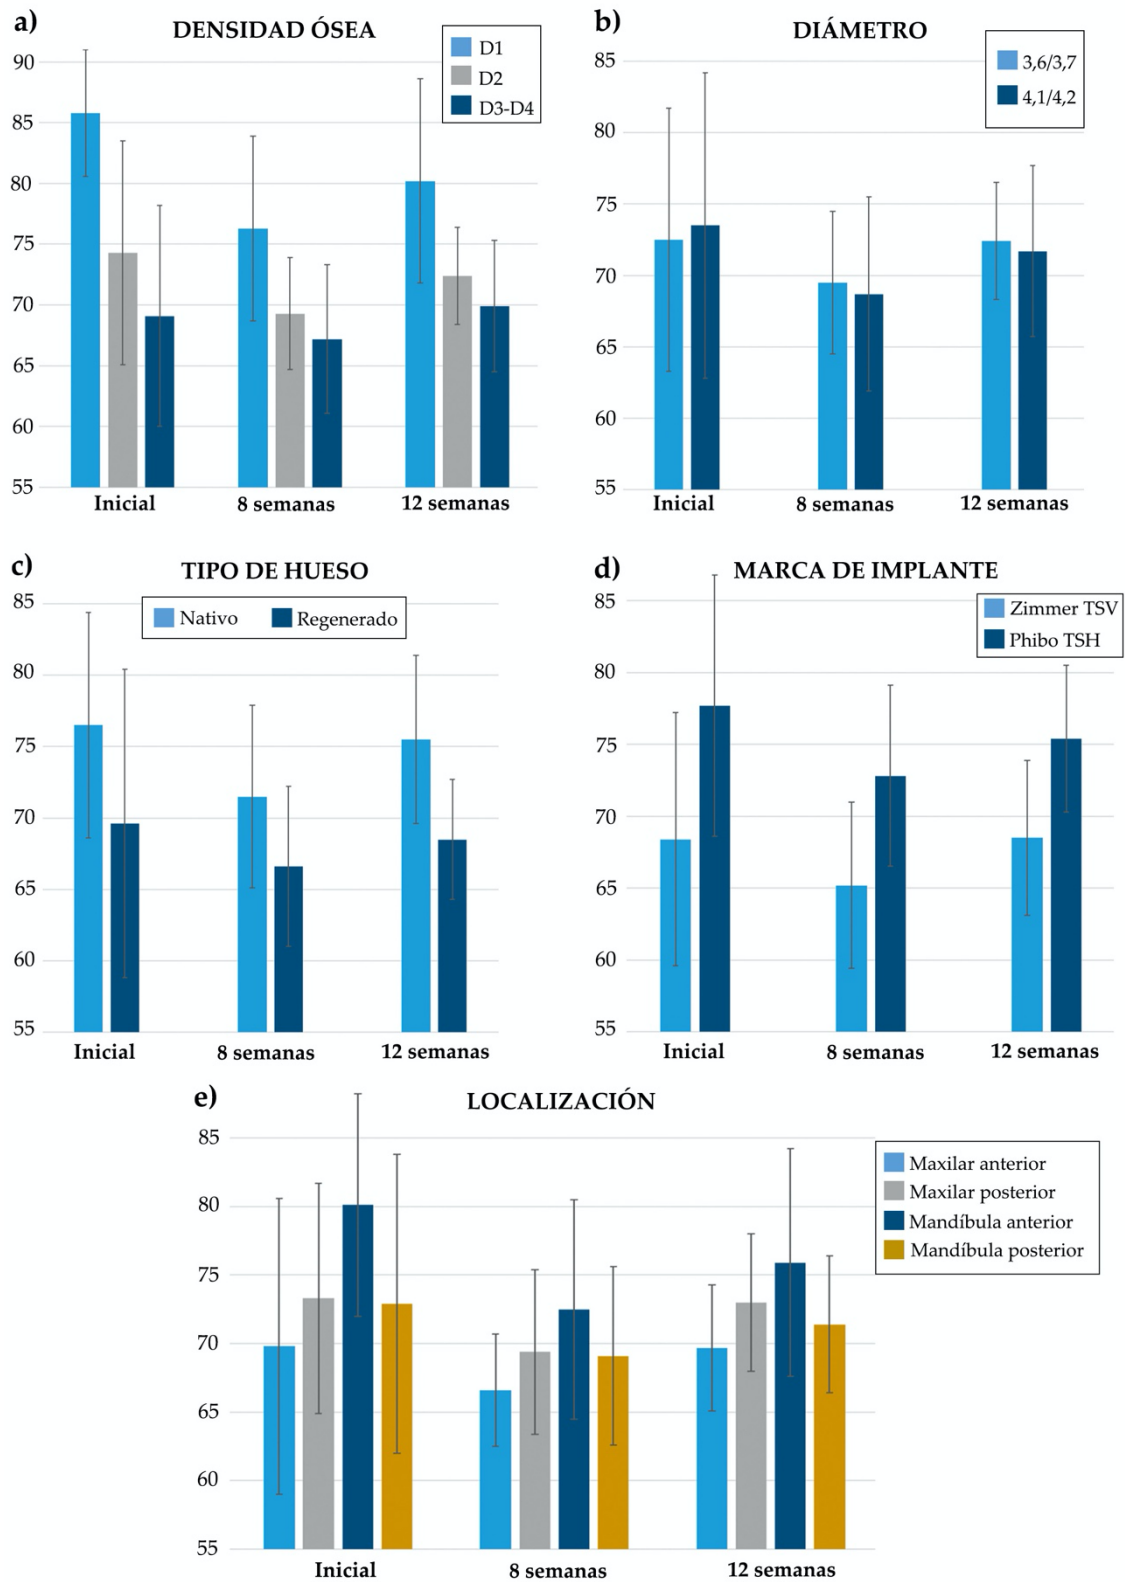 a)
DENSIDAD ÓSEA
D1
D2
D3-D4
90
85
80
75
70
65
60
55
Inicial
8 semanas
12 semanas
b)
DIÁMETRO
3,6/3,7
4,1/4,2
85
80
75
70
65
60
55
Inicial
8 semanas
12 semanas
c)
TIPO DE HUESO
Nativo
Regenerado
85
80
75
70
65
60
55
Inicial
8 semanas
12 semanas
d)
MARCA DE IMPLANTE
Zimmer TSV
Phibo TSH
85
80
75
70
65
60
55
Inicial
8 semanas
12 semanas
e)
LOCALIZACIÓN
Maxilar anterior
Maxilar posterior
Mandíbula anterior
Mandíbula posterior
85
80
75
70
65
60
55
Inicial
8 semanas
12 semanas